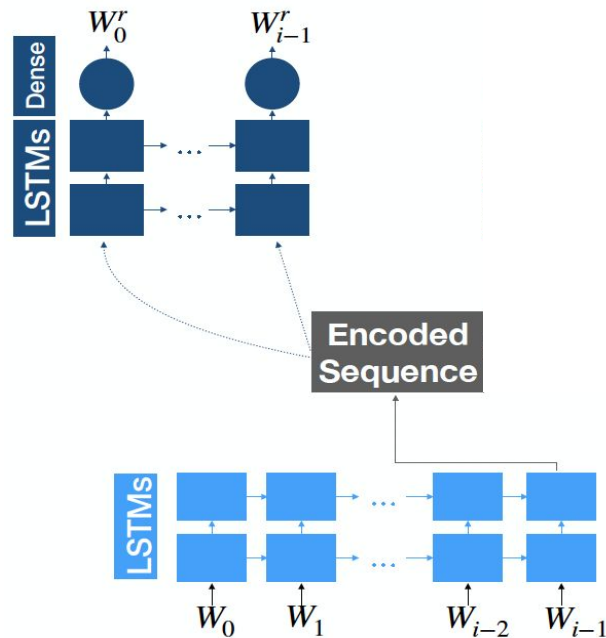 W_0^r W_{i-1}^r
Dense
LSTMs
...
...
Encoded
Sequence
LSTMs
...
...
W_0 W_1 W_{i-2} W_{i-1}